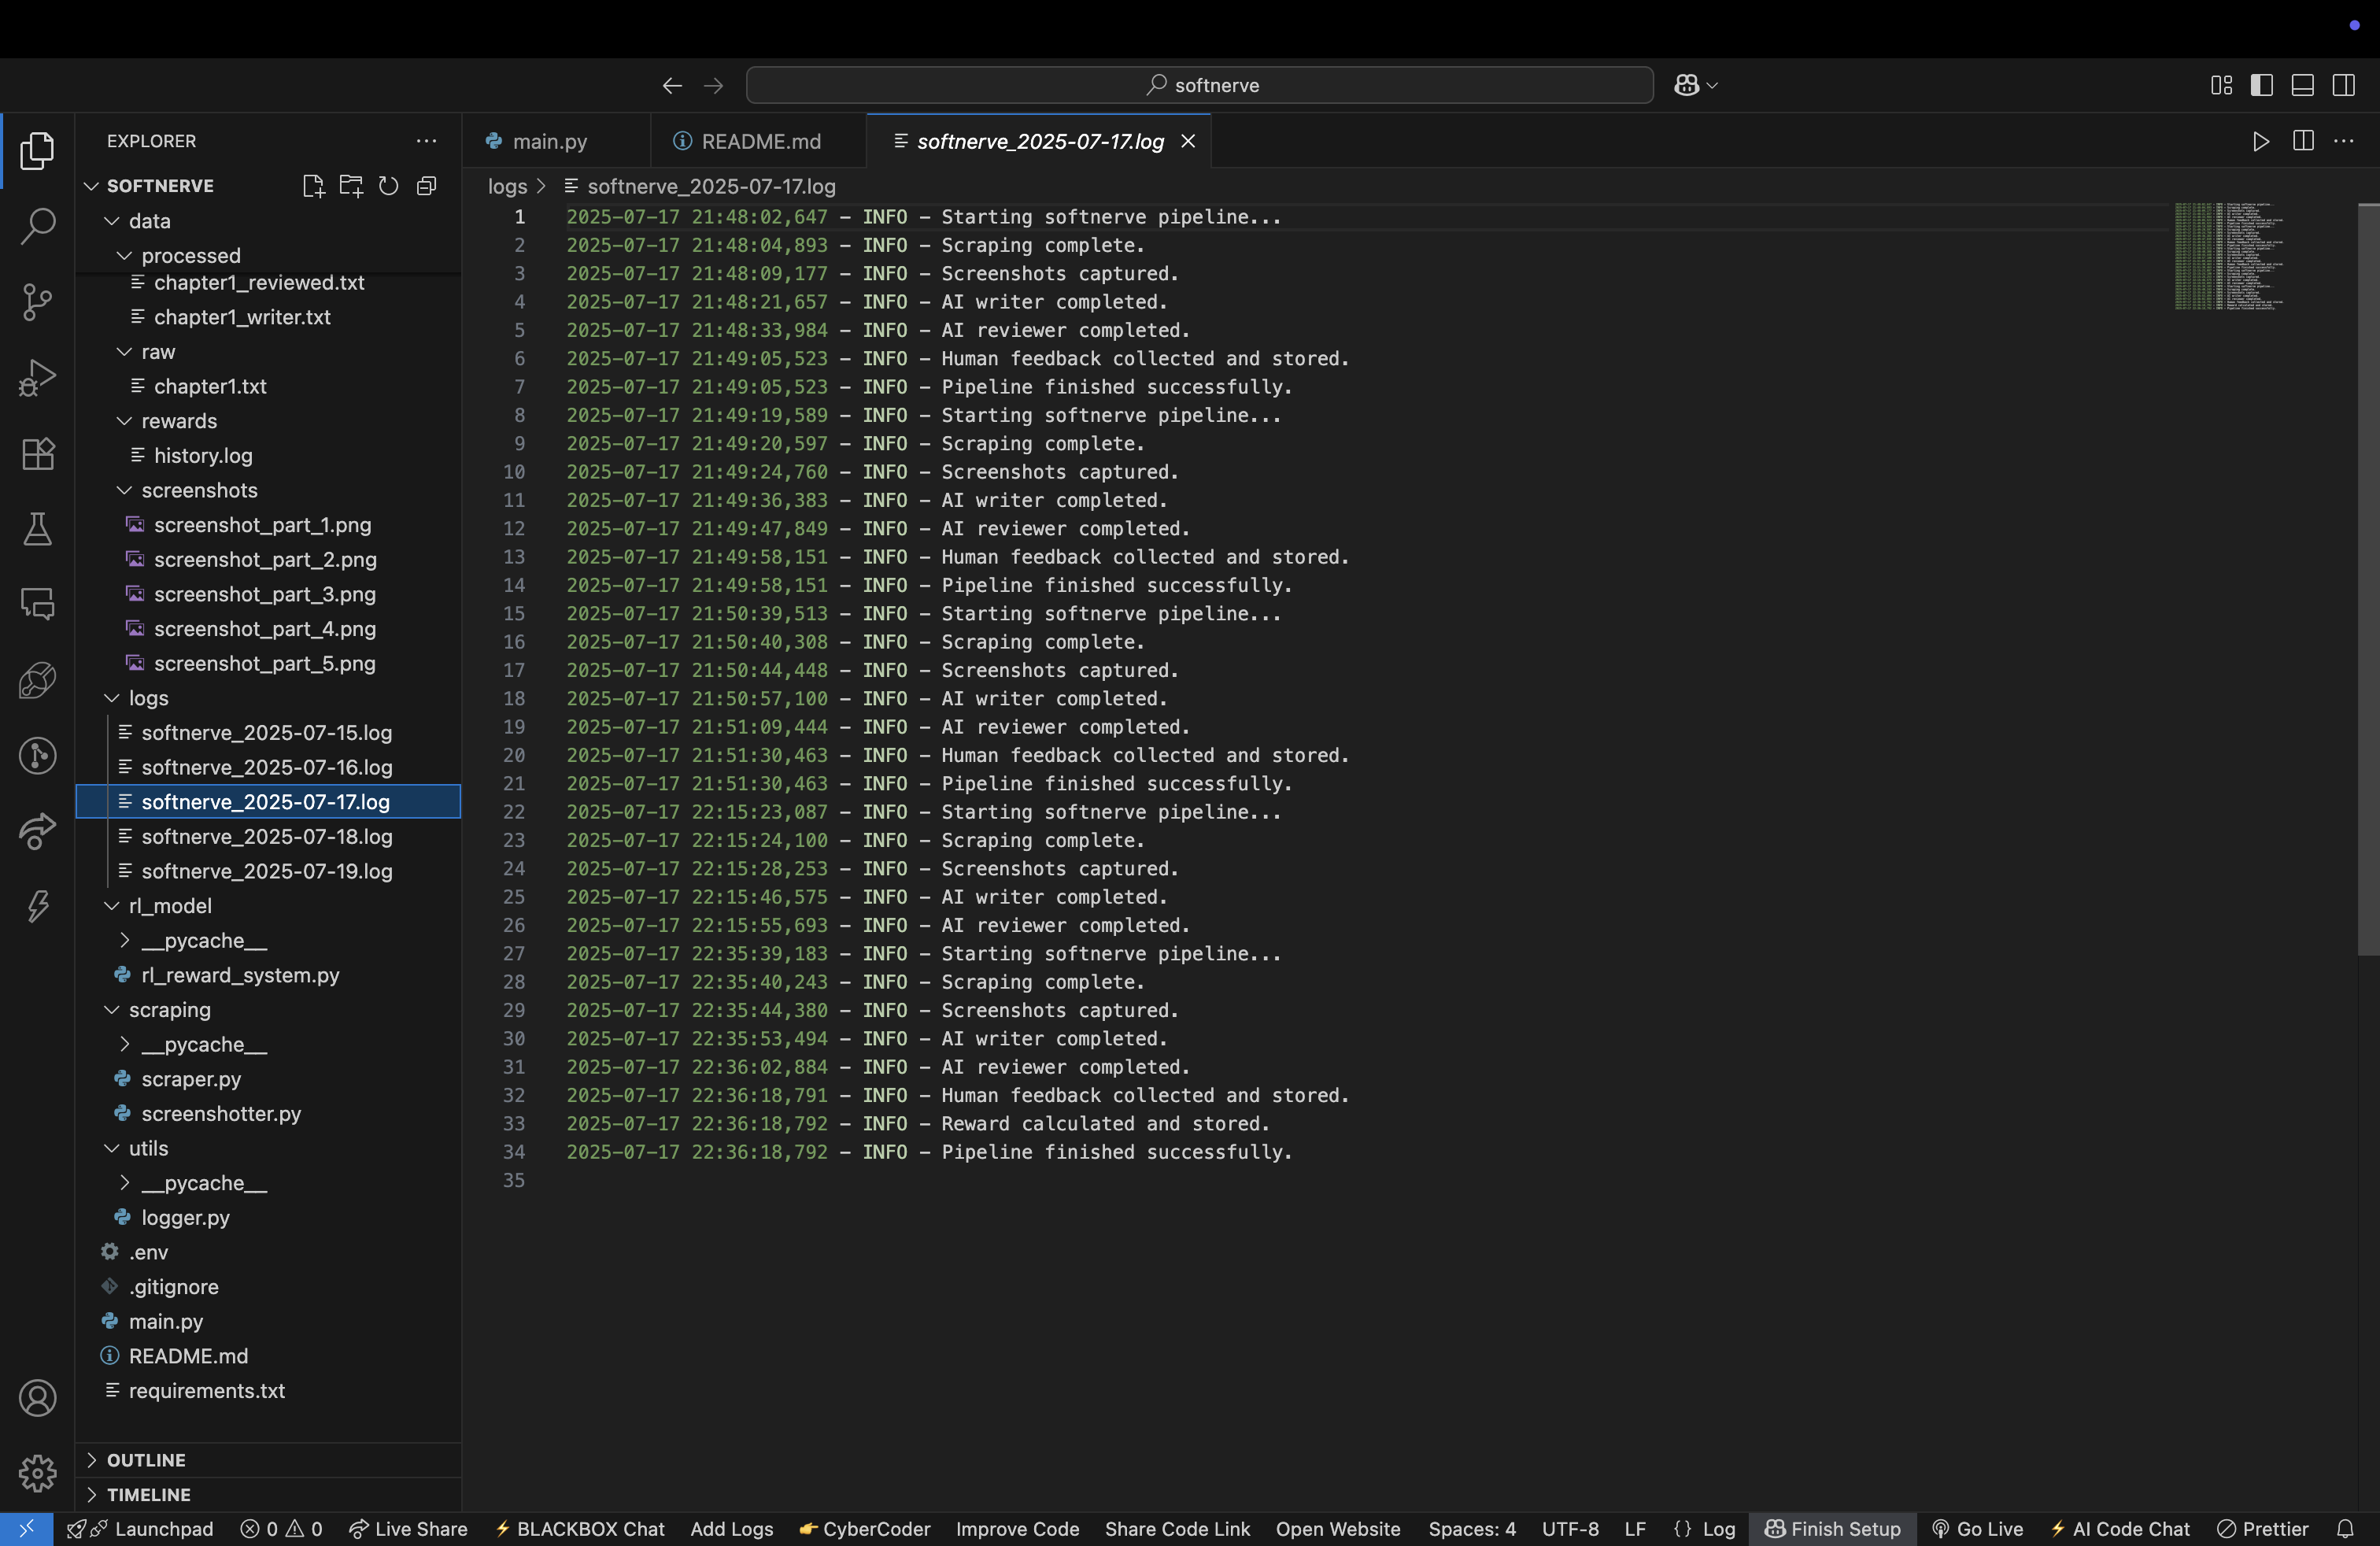 softnerve
EXPLORER
SOFTNERVE
data
processed
chapter1_reviewed.txt
chapter1_writer.txt
raw
chapter1.txt
rewards
history.log
screenshots
screenshot_part_1.png
screenshot_part_2.png
screenshot_part_3.png
screenshot_part_4.png
screenshot_part_5.png
logs
softnerve_2025-07-15.log
softnerve_2025-07-16.log
softnerve_2025-07-17.log
softnerve_2025-07-18.log
softnerve_2025-07-19.log
rl_model
__pycache__
rl_reward_system.py
scraping
__pycache__
scraper.py
screenshotter.py
utils
__pycache__
logger.py
.env
.gitignore
main.py
README.md
requirements.txt
OUTLINE
TIMELINE
main.py README.md softnerve_2025-07-17.log
logs > softnerve_2025-07-17.log
1 2025-07-17 21:48:02,647 - INFO - Starting softnerve pipeline...
2 2025-07-17 21:48:04,893 - INFO - Scraping complete.
3 2025-07-17 21:48:09,177 - INFO - Screenshots captured.
4 2025-07-17 21:48:21,657 - INFO - AI writer completed.
5 2025-07-17 21:48:33,984 - INFO - AI reviewer completed.
6 2025-07-17 21:49:05,523 - INFO - Human feedback collected and stored.
7 2025-07-17 21:49:05,523 - INFO - Pipeline finished successfully.
8 2025-07-17 21:49:19,589 - INFO - Starting softnerve pipeline...
9 2025-07-17 21:49:20,597 - INFO - Scraping complete.
10 2025-07-17 21:49:24,760 - INFO - Screenshots captured.
11 2025-07-17 21:49:36,383 - INFO - AI writer completed.
12 2025-07-17 21:49:47,849 - INFO - AI reviewer completed.
13 2025-07-17 21:49:58,151 - INFO - Human feedback collected and stored.
14 2025-07-17 21:49:58,151 - INFO - Pipeline finished successfully.
15 2025-07-17 21:50:39,513 - INFO - Starting softnerve pipeline...
16 2025-07-17 21:50:40,308 - INFO - Scraping complete.
17 2025-07-17 21:50:44,448 - INFO - Screenshots captured.
18 2025-07-17 21:50:57,100 - INFO - AI writer completed.
19 2025-07-17 21:51:09,444 - INFO - AI reviewer completed.
20 2025-07-17 21:51:30,463 - INFO - Human feedback collected and stored.
21 2025-07-17 21:51:30,463 - INFO - Pipeline finished successfully.
22 2025-07-17 22:15:23,087 - INFO - Starting softnerve pipeline...
23 2025-07-17 22:15:24,100 - INFO - Scraping complete.
24 2025-07-17 22:15:28,253 - INFO - Screenshots captured.
25 2025-07-17 22:15:46,575 - INFO - AI writer completed.
26 2025-07-17 22:15:55,693 - INFO - AI reviewer completed.
27 2025-07-17 22:35:39,183 - INFO - Starting softnerve pipeline...
28 2025-07-17 22:35:40,243 - INFO - Scraping complete.
29 2025-07-17 22:35:44,380 - INFO - Screenshots captured.
30 2025-07-17 22:35:53,494 - INFO - AI writer completed.
31 2025-07-17 22:36:02,884 - INFO - AI reviewer completed.
32 2025-07-17 22:36:18,791 - INFO - Human feedback collected and stored.
33 2025-07-17 22:36:18,792 - INFO - Reward calculated and stored.
34 2025-07-17 22:36:18,792 - INFO - Pipeline finished successfully.
35
Launchpad 0 0 Live Share BLACKBOX Chat Add Logs CyberCoder Improve Code Share Code Link Open Website Spaces: 4 UTF-8 LF {} Log Finish Setup Go Live AI Code Chat Prettier